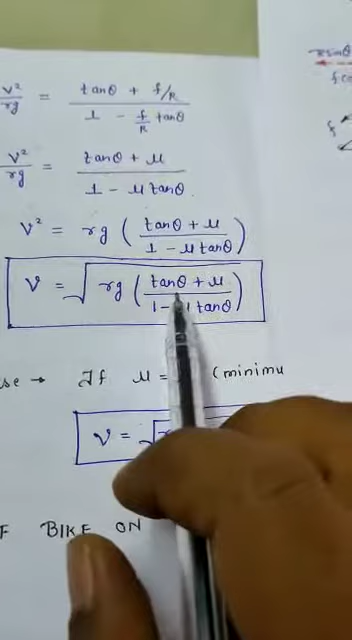 v²/rg = (tanθ + f/R) / (1 - f/R tanθ)
rsinθ
v²/rg = (tanθ + μ) / (1 - μ tanθ)
v² = rg ( (tanθ + μ) / (1 - μ tanθ) )
v = √ rg ( (tanθ + μ) / (1 - μ tanθ) )
→ If μ = (minimu
v = √
BIKE ON